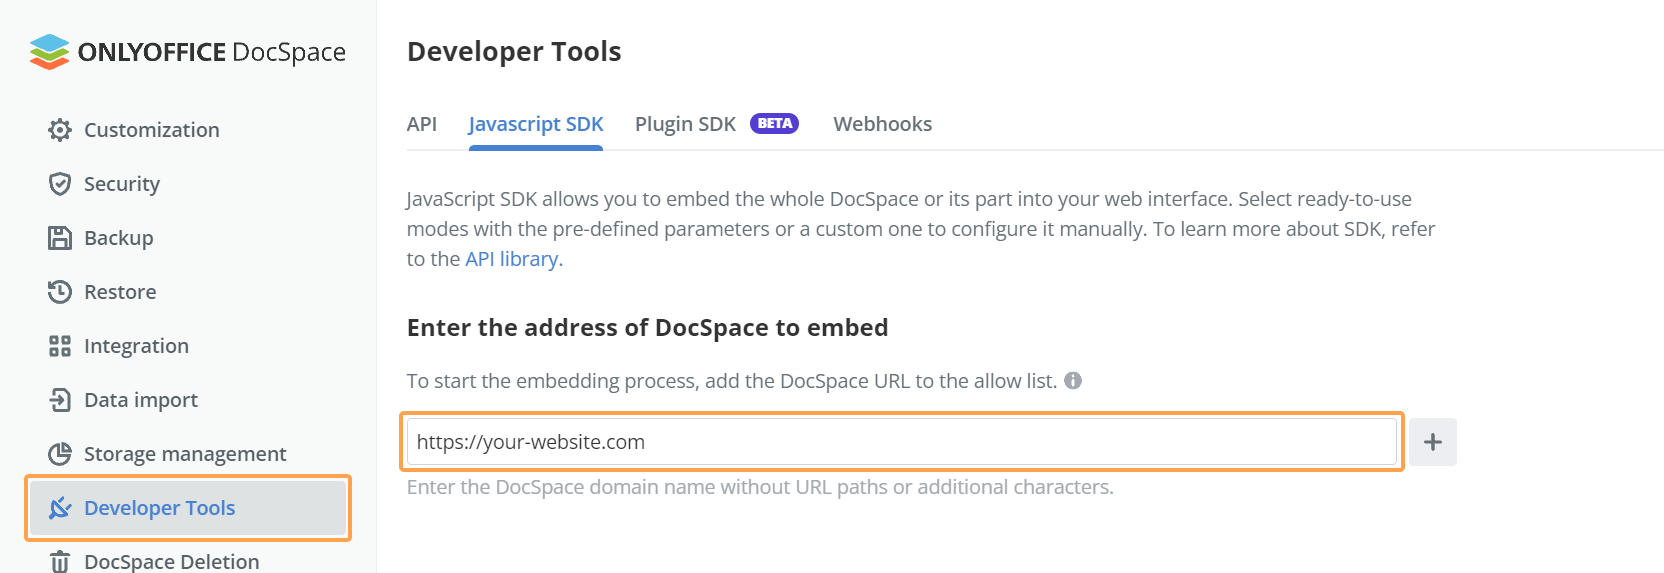 ONLYOFFICE DocSpace
Customization
Security
Backup
Restore
Integration
Data import
Storage management
Developer Tools
DocSpace Deletion
Developer Tools
API
Javascript SDK
Plugin SDK
BETA
Webhooks
JavaScript SDK allows you to embed the whole DocSpace or its part into your web interface. Select ready-to-use
modes with the pre-defined parameters or a custom one to configure it manually. To learn more about SDK, refer
to the API library.
Enter the address of DocSpace to embed
To start the embedding process, add the DocSpace URL to the allow list.
https://your-website.com
Enter the DocSpace domain name without URL paths or additional characters.